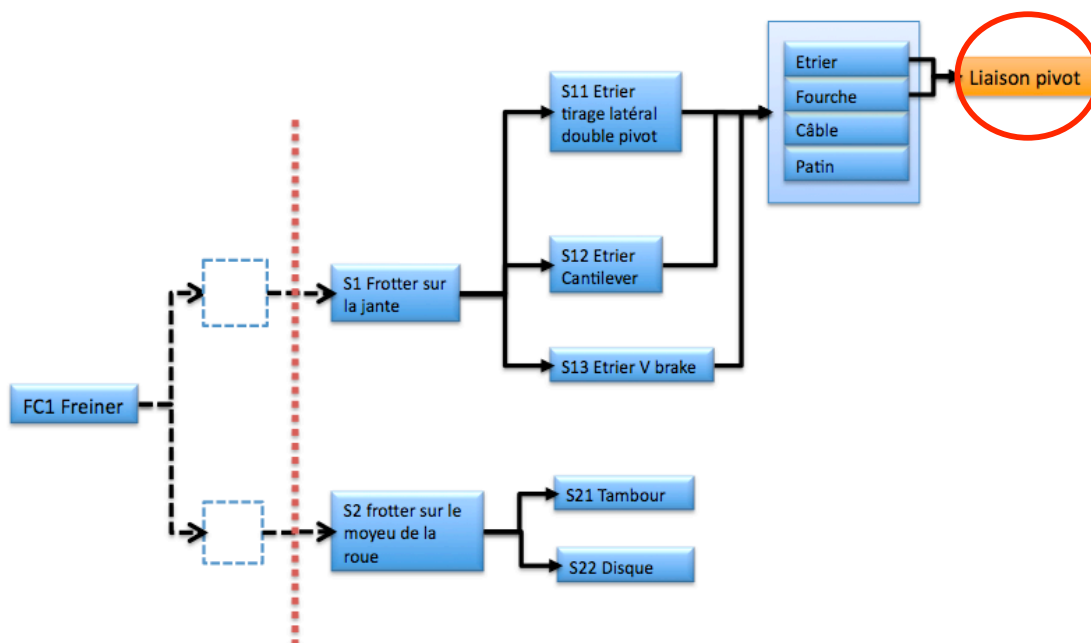 FC1 Freiner
S1 Frotter sur
la jante
S2 frotter sur le
moyeu de la
roue
S11 Etrier
tirage latéral
double pivot
S12 Etrier
Cantilever
S13 Etrier V brake
S21 Tambour
S22 Disque
Etrier
Fourche
Câble
Patin
Liaison pivot